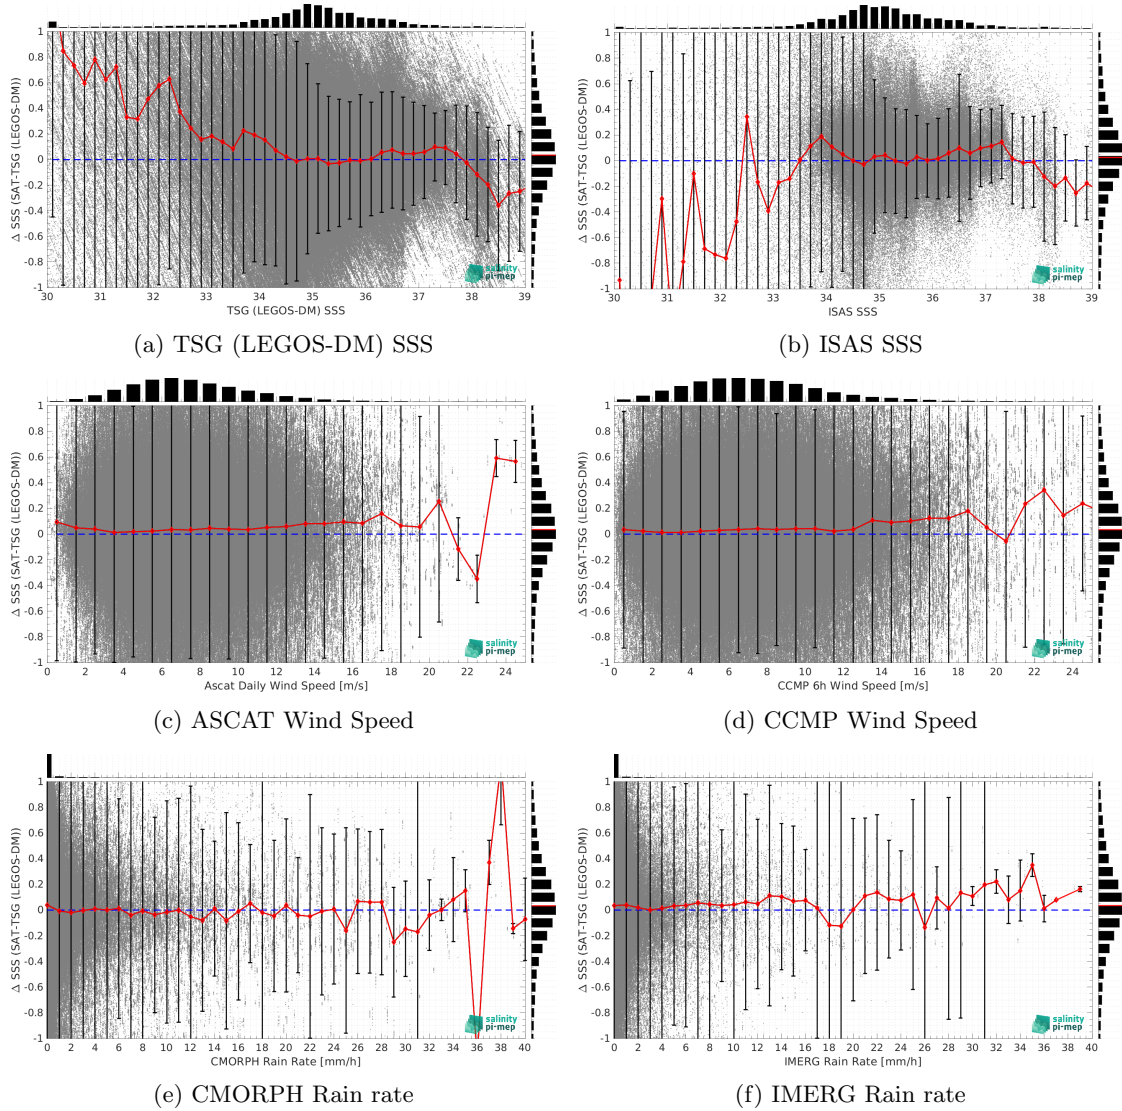 1
0.8
0.6
0.4
0.2
0
-0.2
-0.4
-0.6
-0.8
-1
Δ SSS (SAT-TSG (LEGOS-DM))
30 31 32 33 34 35 36 37 38 39
TSG (LEGOS-DM) SSS
salinity
pi-mep
(a) TSG (LEGOS-DM) SSS
1
0.8
0.6
0.4
0.2
0
-0.2
-0.4
-0.6
-0.8
-1
Δ SSS (SAT-TSG (LEGOS-DM))
30 31 32 33 34 35 36 37 38 39
ISAS SSS
salinity
pi-mep
(b) ISAS SSS
1
0.8
0.6
0.4
0.2
0
-0.2
-0.4
-0.6
-0.8
-1
Δ SSS (SAT-TSG (LEGOS-DM))
0 2 4 6 8 10 12 14 16 18 20 22 24
Ascat Daily Wind Speed [m/s]
salinity
pi-mep
(c) ASCAT Wind Speed
1
0.8
0.6
0.4
0.2
0
-0.2
-0.4
-0.6
-0.8
-1
Δ SSS (SAT-TSG (LEGOS-DM))
0 2 4 6 8 10 12 14 16 18 20 22 24
CCMP 6h Wind Speed [m/s]
salinity
pi-mep
(d) CCMP Wind Speed
1
0.8
0.6
0.4
0.2
0
-0.2
-0.4
-0.6
-0.8
-1
Δ SSS (SAT-TSG (LEGOS-DM))
0 2 4 6 8 10 12 14 16 18 20 22 24 26 28 30 32 34 36 38 40
CMORPH Rain Rate [mm/h]
salinity
pi-mep
(e) CMORPH Rain rate
1
0.8
0.6
0.4
0.2
0
-0.2
-0.4
-0.6
-0.8
-1
Δ SSS (SAT-TSG (LEGOS-DM))
0 2 4 6 8 10 12 14 16 18 20 22 24 26 28 30 32 34 36 38 40
IMERG Rain Rate [mm/h]
salinity
pi-mep
(f) IMERG Rain rate